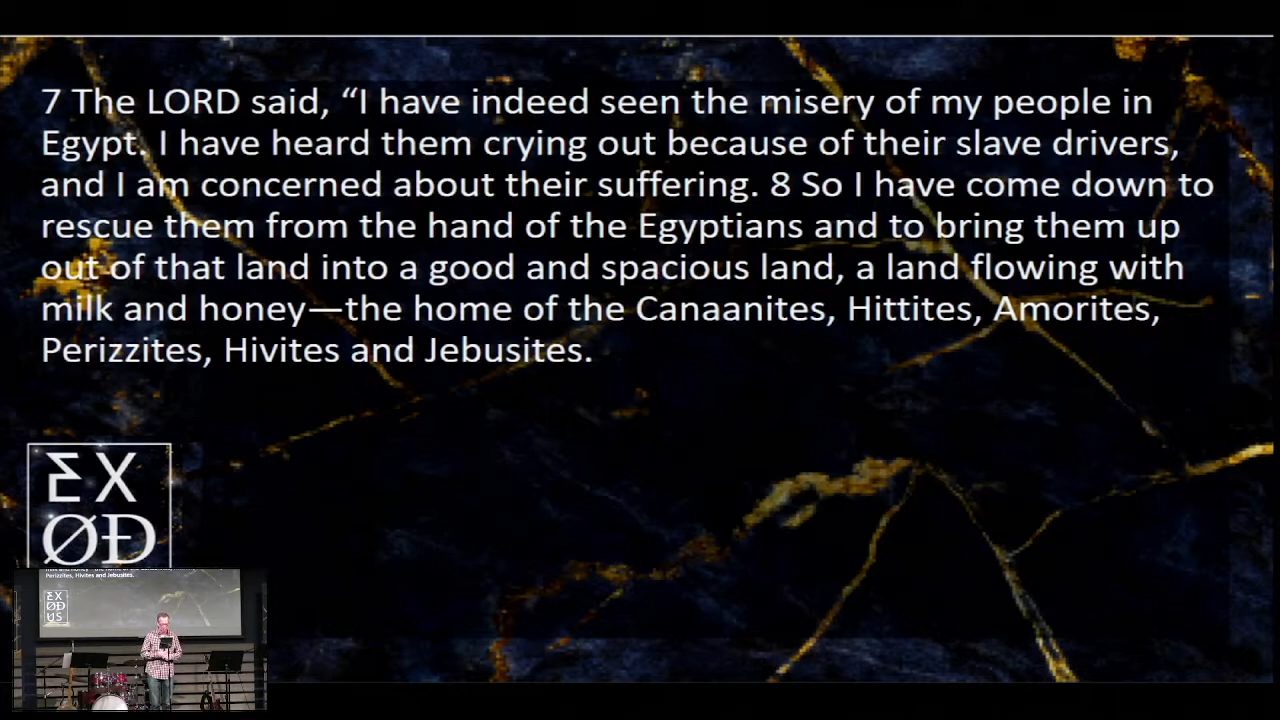 7 The LORD said, “I have indeed seen the misery of my people in
Egypt. I have heard them crying out because of their slave drivers,
and I am concerned about their suffering. 8 So I have come down to
rescue them from the hand of the Egyptians and to bring them up
out of that land into a good and spacious land, a land flowing with
milk and honey—the home of the Canaanites, Hittites, Amorites,
Perizzites, Hivites and Jebusites.
ΣX
ØĐ
Perizzites, Hivites and Jebusites.
EX
ØĐ
US